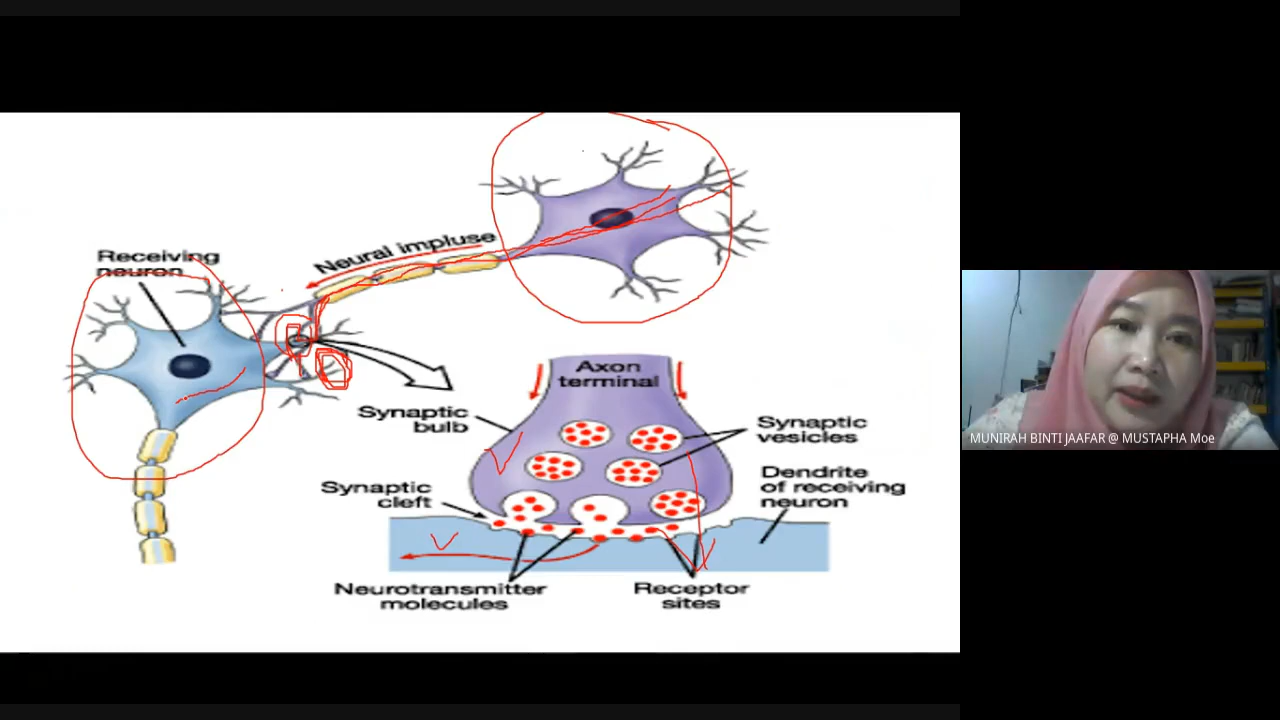 Receiving
neuron
Neural impluse
Axon
terminal
Synaptic
bulb
Synaptic
vesicles
Synaptic
cleft
Dendrite
of receiving
neuron
Neurotransmitter
molecules
Receptor
sites
MUNIRAH BINTI JAAFAR @ MUSTAPHA Moe